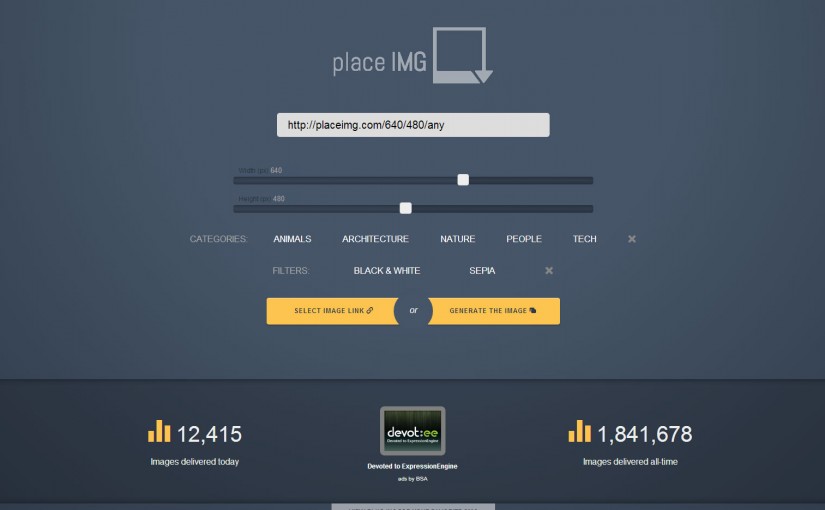 place IMG
http://placeimg.com/640/480/any
Width (px): 640
Height (px): 480
CATEGORIES: ANIMALS ARCHITECTURE NATURE PEOPLE TECH
FILTERS: BLACK & WHITE SEPIA
SELECT IMAGE LINK or GENERATE THE IMAGE
12,415
Images delivered today
devot:ee
Devoted to ExpressionEngine
Devoted to ExpressionEngine
ads by BSA
1,841,678
Images delivered all-time